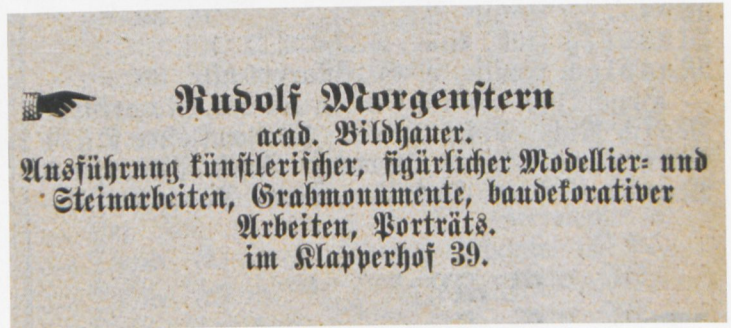 Rudolf Morgenstern
acad. Bildhauer.
Ausführung künstlerischer, figürlicher Modellier- und
Steinarbeiten, Grabmonumente, baudekorativer
Arbeiten, Porträts.
im Klapperhof 39.